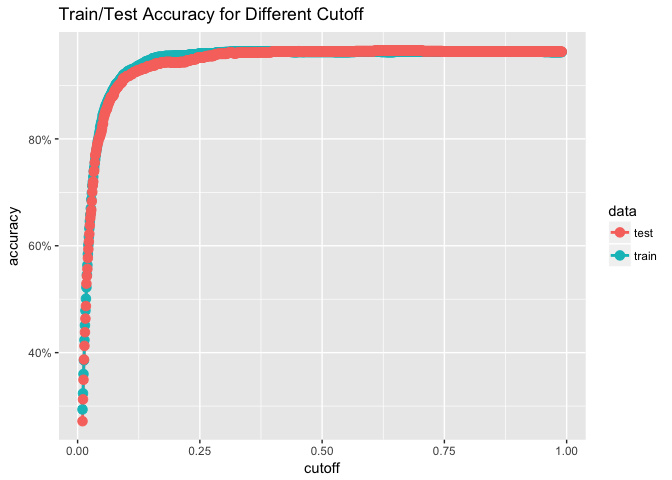 Train/Test Accuracy for Different Cutoff
80%
60%
40%
accuracy
0.00
0.25
0.50
0.75
1.00
cutoff
data
test
train